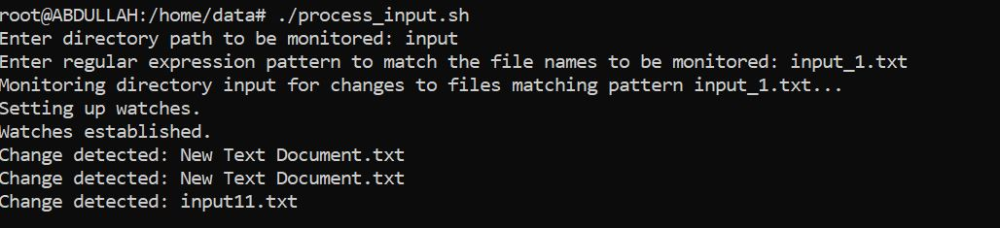 root@ABDULLAH:/home/data# ./process_input.sh
Enter directory path to be monitored: input
Enter regular expression pattern to match the file names to be monitored: input_1.txt
Monitoring directory input for changes to files matching pattern input_1.txt...
Setting up watches.
Watches established.
Change detected: New Text Document.txt
Change detected: New Text Document.txt
Change detected: input11.txt